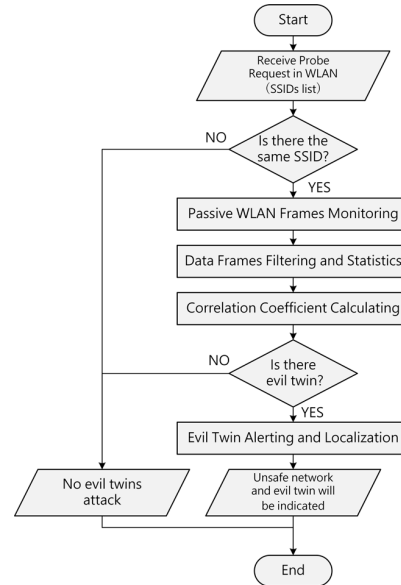 Start
Receive Probe
Request in WLAN
(SSIDs list)
Is there the
same SSID?
NO
YES
Passive WLAN Frames Monitoring
Data Frames Filtering and Statistics
Correlation Coefficient Calculating
Is there
evil twin?
NO
YES
Evil Twin Alerting and Localization
No evil twins
attack
Unsafe network
and evil twin will
be indicated
End